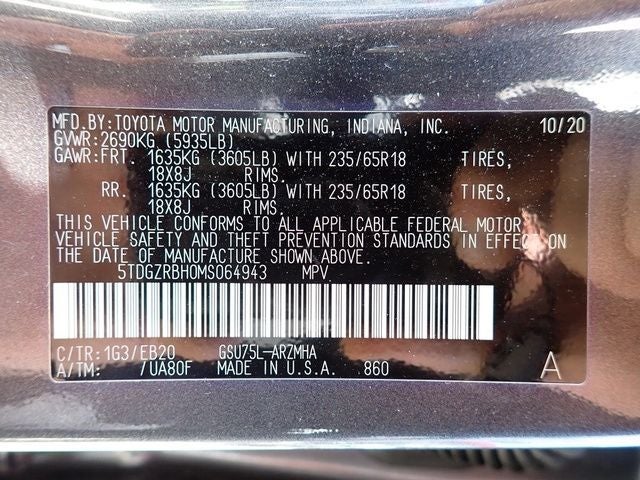 MFD.BY:TOYOTA MOTOR MANUFACTURING, INDIANA, INC. 10/20
GVWR:2690KG (5935LB)
GAWR:FRT. 1635KG (3605LB) WITH 235/65R18 TIRES,
18X8J RIMS.
RR. 1635KG (3605LB) WITH 235/65R18 TIRES,
18X8J RIMS.
THIS VEHICLE CONFORMS TO ALL APPLICABLE FEDERAL MOTOR
VEHICLE SAFETY AND THEFT PREVENTION STANDARDS IN EFFECT ON
THE DATE OF MANUFACTURE SHOWN ABOVE.
5TDGZRBH0MS064943 MPV
C/TR:1G3/EB20 GSU75L-ARZMHA
A/TM: /UA80F MADE IN U.S.A. 860 A